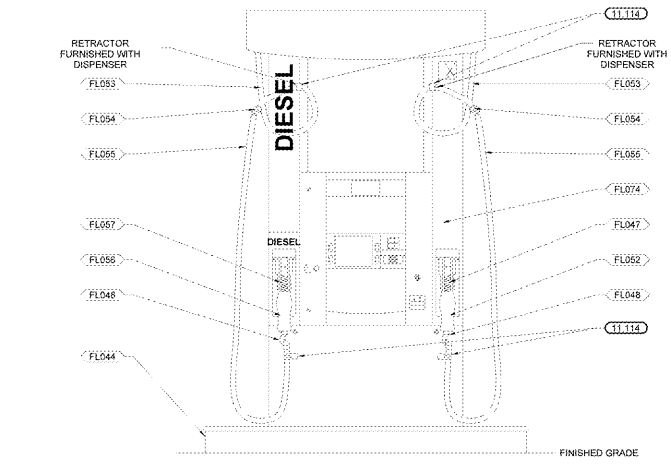 11.114
RETRACTOR
FURNISHED WITH
DISPENSER
RETRACTOR
FURNISHED WITH
DISPENSER
FL053
DIESEL
FL053
FL054
FL054
FL055
FL055
FL074
FL057
FL047
DIESEL
FL056
FL052
FL048
FL048
11.114
FL044
FINISHED GRADE